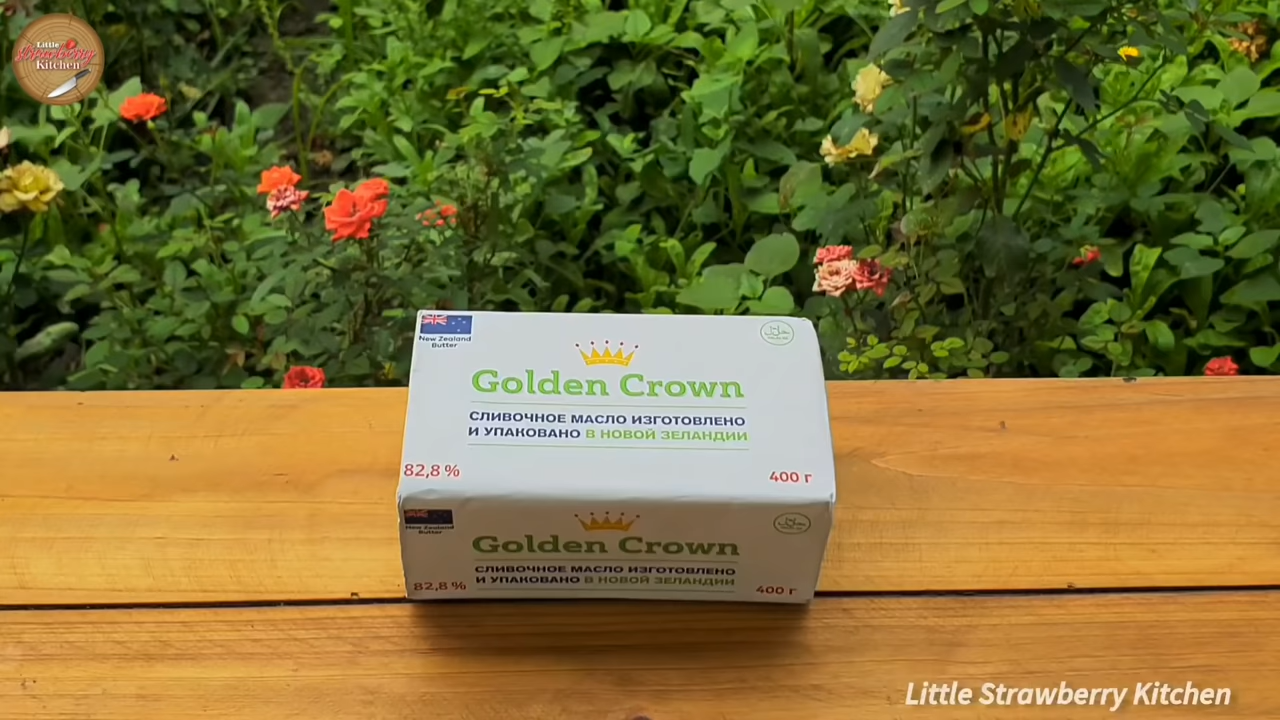 Little
Strawberry
Kitchen
New Zealand
Butter
Golden Crown
СЛИВОЧНОЕ МАСЛО ИЗГОТОВЛЕНО
И УПАКОВАНО В НОВОЙ ЗЕЛАНДИИ
82,8 %
400 г
New Zealand
Butter
Golden Crown
СЛИВОЧНОЕ МАСЛО ИЗГОТОВЛЕНО
И УПАКОВАНО В НОВОЙ ЗЕЛАНДИИ
82,8 %
400 г
Little Strawberry Kitchen